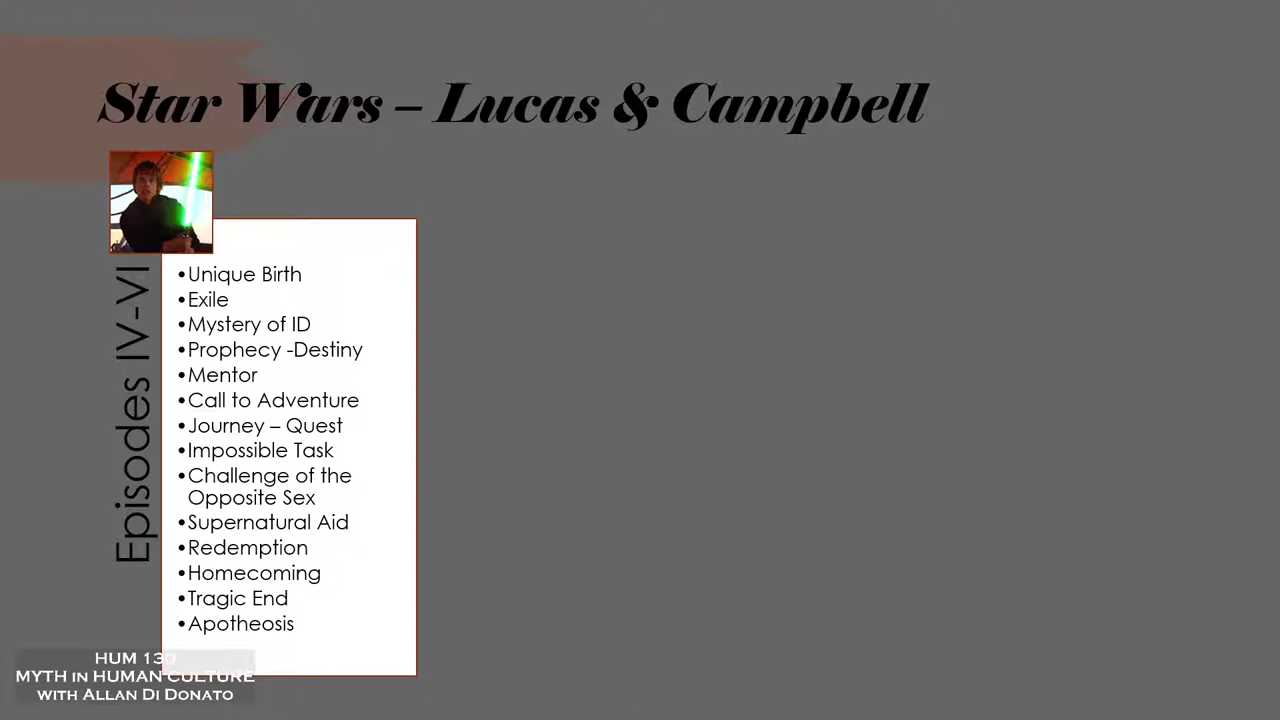 Star Wars – Lucas & Campbell
Episodes IV-VI
•Unique Birth
•Exile
•Mystery of ID
•Prophecy -Destiny
•Mentor
•Call to Adventure
•Journey – Quest
•Impossible Task
•Challenge of the
Opposite Sex
•Supernatural Aid
•Redemption
•Homecoming
•Tragic End
•Apotheosis
HUM 130
MYTH in HUMAN CULTURE
WITH ALLAN DI DONATO